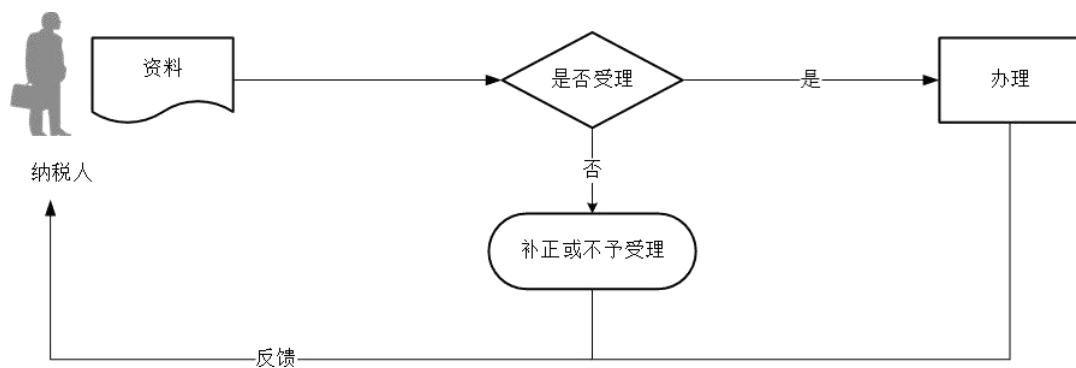 资料
是否受理
是
办理
纳税人
否
补正或不予受理
反馈